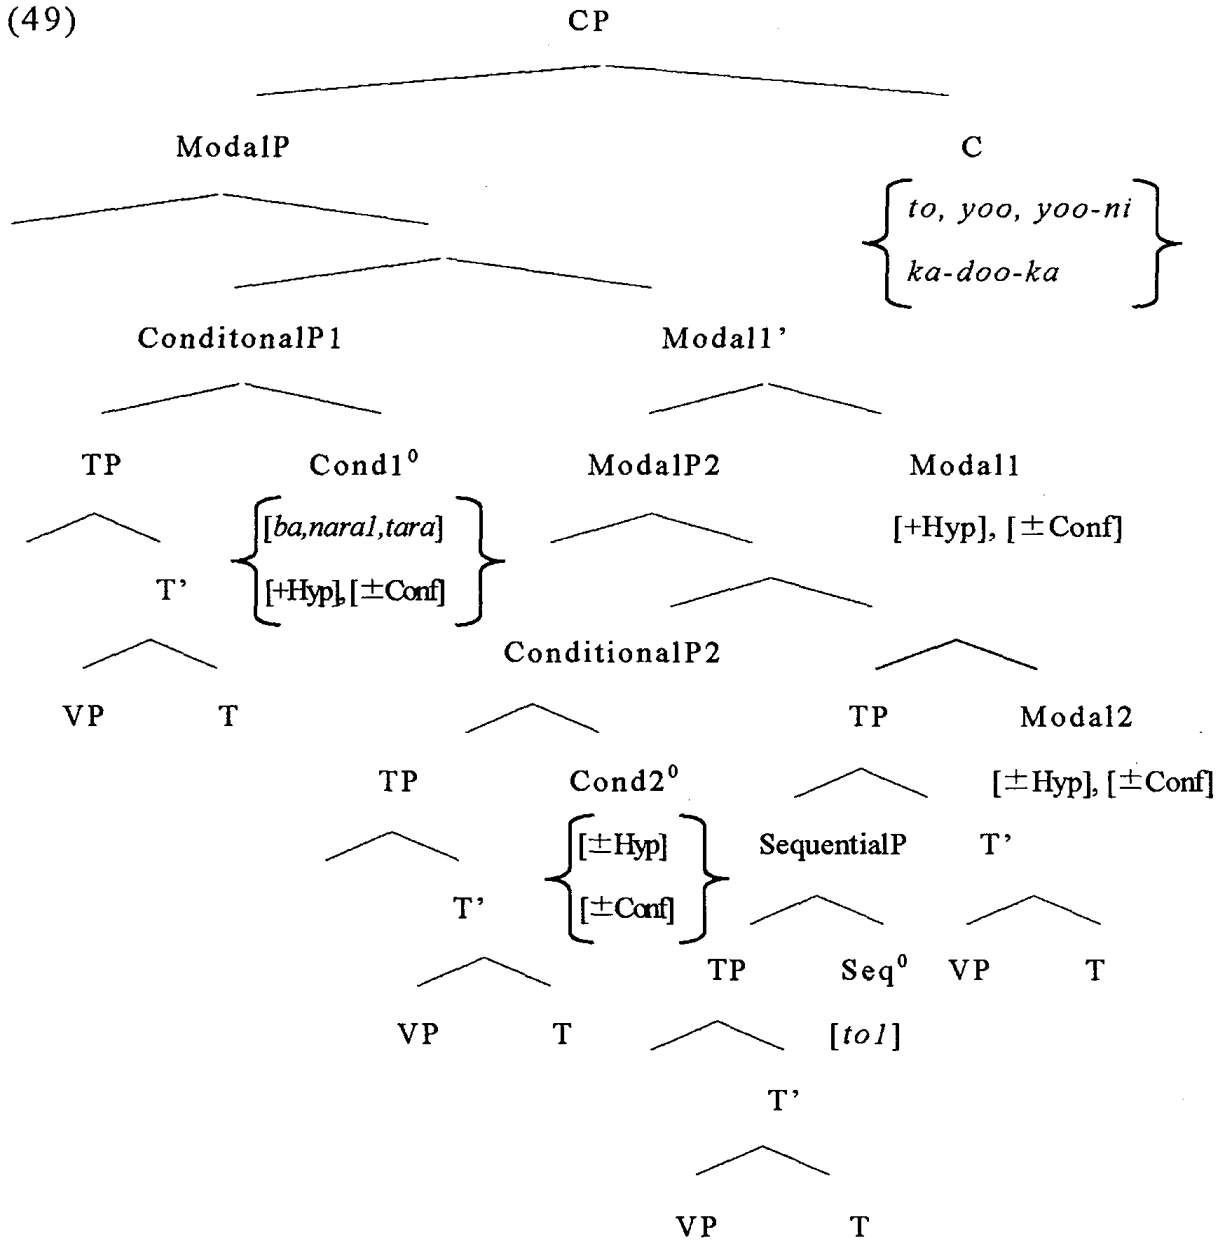 (49) CP
ModalP C
to, yoo, yoo-ni
ka-doo-ka
ConditonalP1 Modal1’
TP Cond1⁰ ModalP2 Modal1
[ba,nara1,tara] [+Hyp], [±Conf]
T’ [+Hyp],[±Conf]
ConditionalP2
VP T TP Modal2
TP Cond2⁰ [±Hyp], [±Conf]
[±Hyp] SequentialP T’
T’ [±Conf]
TP Seq⁰ VP T
VP T [to1]
T’
VP T